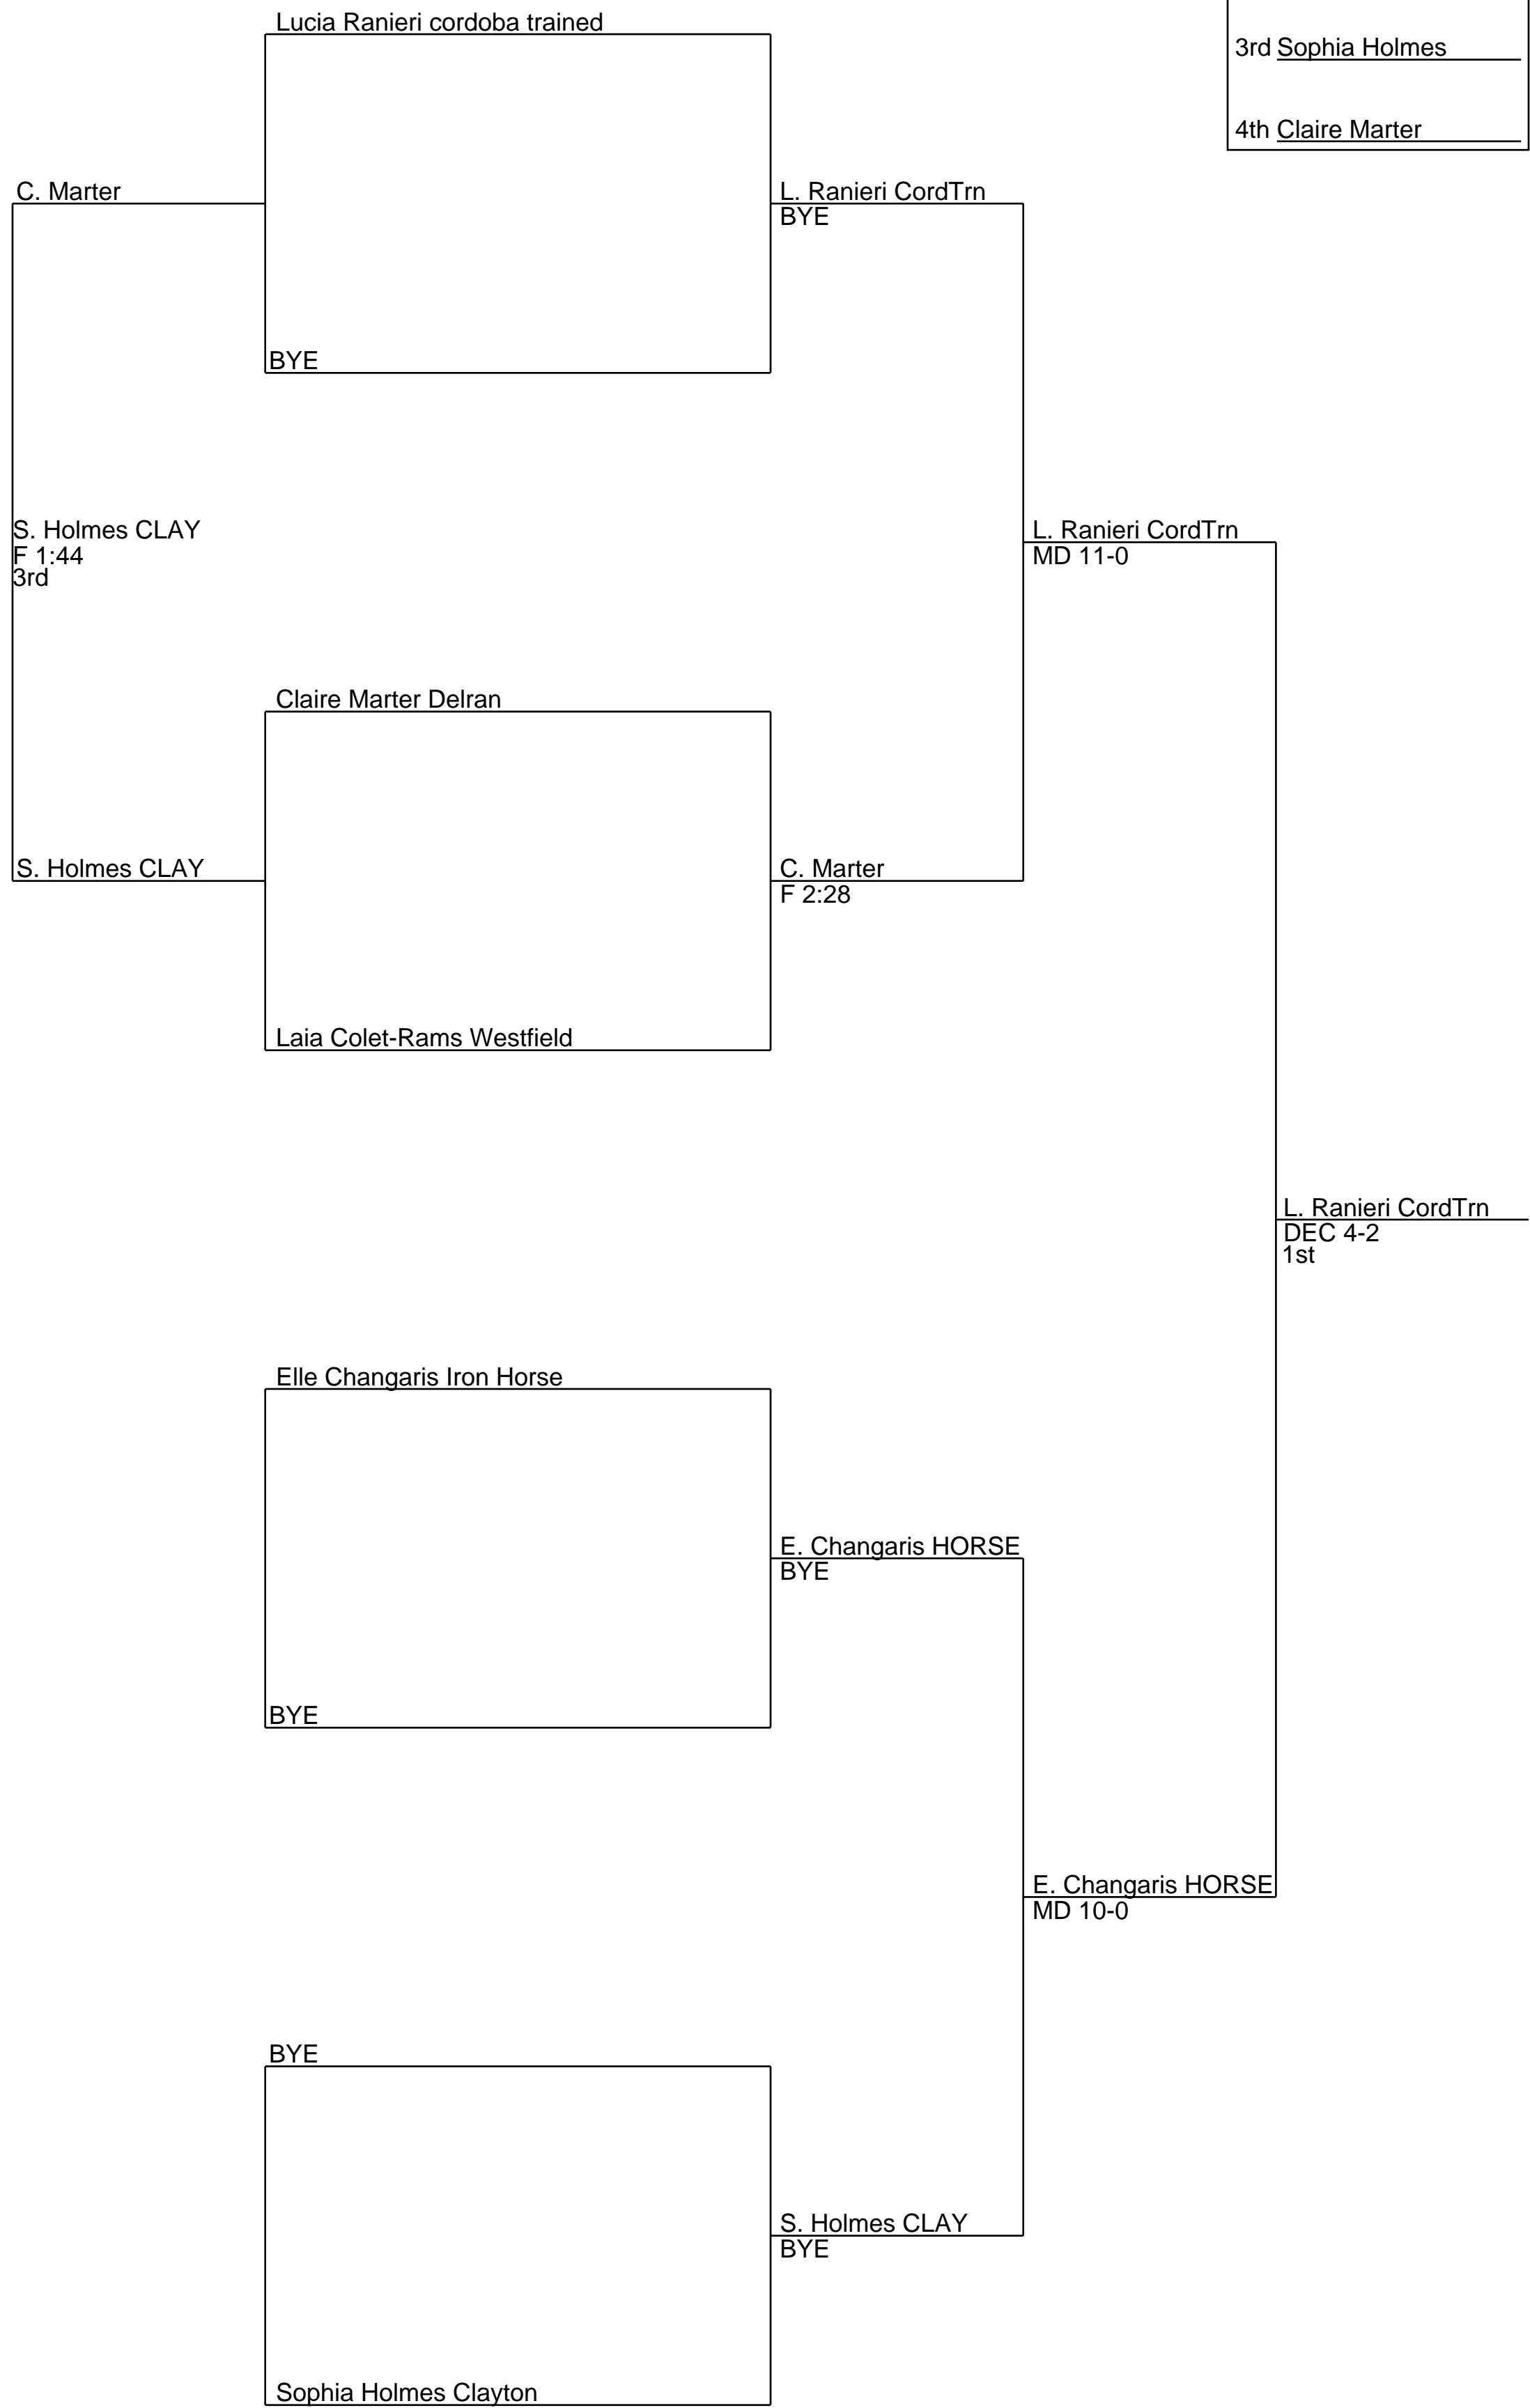 Lucia Ranieri cordoba trained
3rd Sophia Holmes
4th Claire Marter
C. Marter
L. Ranieri CordTrn
BYE
BYE
S. Holmes CLAY
F 1:44
3rd
L. Ranieri CordTrn
MD 11-0
Claire Marter Delran
S. Holmes CLAY
C. Marter
F 2:28
Laia Colet-Rams Westfield
L. Ranieri CordTrn
DEC 4-2
1st
Elle Changaris Iron Horse
E. Changaris HORSE
BYE
BYE
E. Changaris HORSE
MD 10-0
BYE
S. Holmes CLAY
BYE
Sophia Holmes Clayton